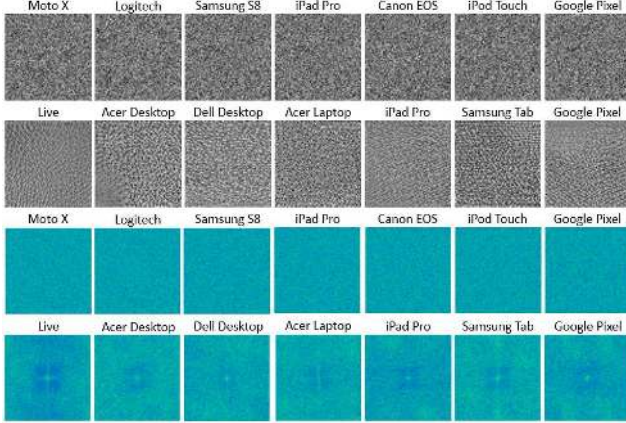 Moto X Logitech Samsung S8 iPad Pro Canon EOS iPod Touch Google Pixel
Live Acer Desktop Dell Desktop Acer Laptop iPad Pro Samsung Tab Google Pixel
Moto X Logitech Samsung S8 iPad Pro Canon EOS iPod Touch Google Pixel
Live Acer Desktop Dell Desktop Acer Laptop iPad Pro Samsung Tab Google Pixel